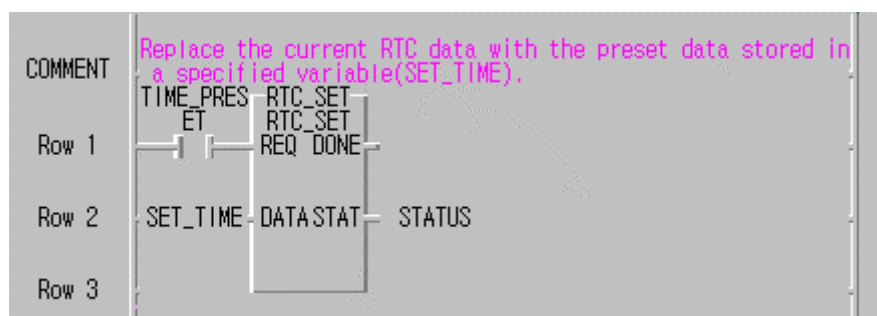 COMMENT
Replace the current RTC data with the preset data stored in
a specified variable(SET_TIME).
TIME_PRES RTC_SET
ET RTC_SET
Row 1 REQ DONE
Row 2 SET_TIME DATA STAT STATUS
Row 3